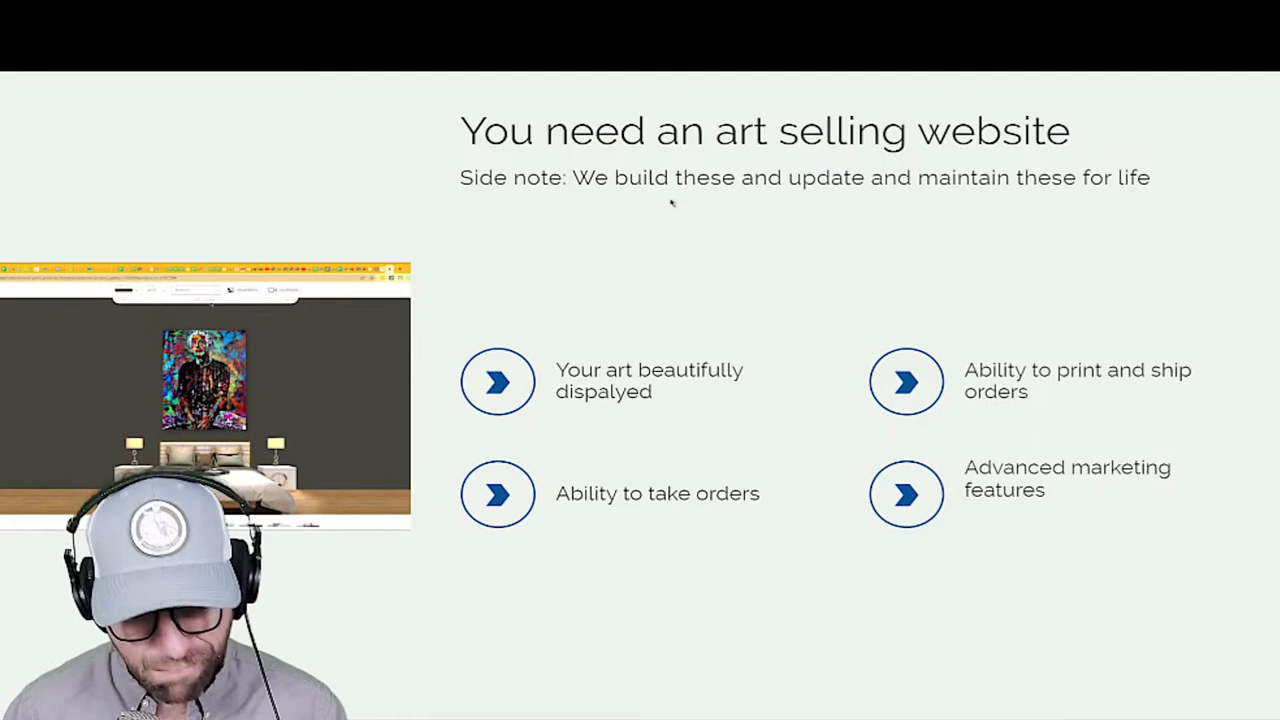 You need an art selling website
Side note: We build these and update and maintain these for life
Your art beautifully
dispalyed
Ability to print and ship
orders
Ability to take orders
Advanced marketing
features